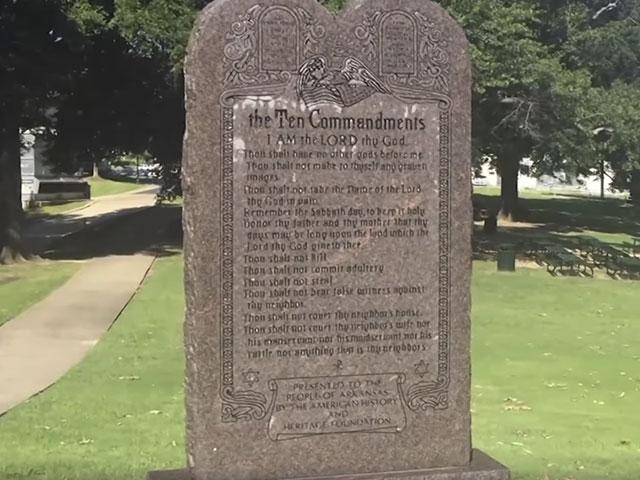 the Ten Commandments
I AM the LORD thy God.
Thou shalt have no other gods before me.
Thou shalt not make to thyself any graven
images.
Thou shalt not take the Name of the Lord
thy God in vain.
Remember the Sabbath day, to keep it holy.
Honor thy father and thy mother that thy
days may be long upon the land which the
Lord thy God giveth thee.
Thou shalt not kill.
Thou shalt not commit adultery.
Thou shalt not steal.
Thou shalt not bear false witness against
thy neighbor.
Thou shalt not covet thy neighbor's house.
Thou shalt not covet thy neighbor's wife nor
his manservant nor his maidservant nor his
cattle nor anything that is thy neighbor's.
PRESENTED TO THE
PEOPLE OF ARKANSAS
BY THE AMERICAN HISTORY
AND
HERITAGE FOUNDATION